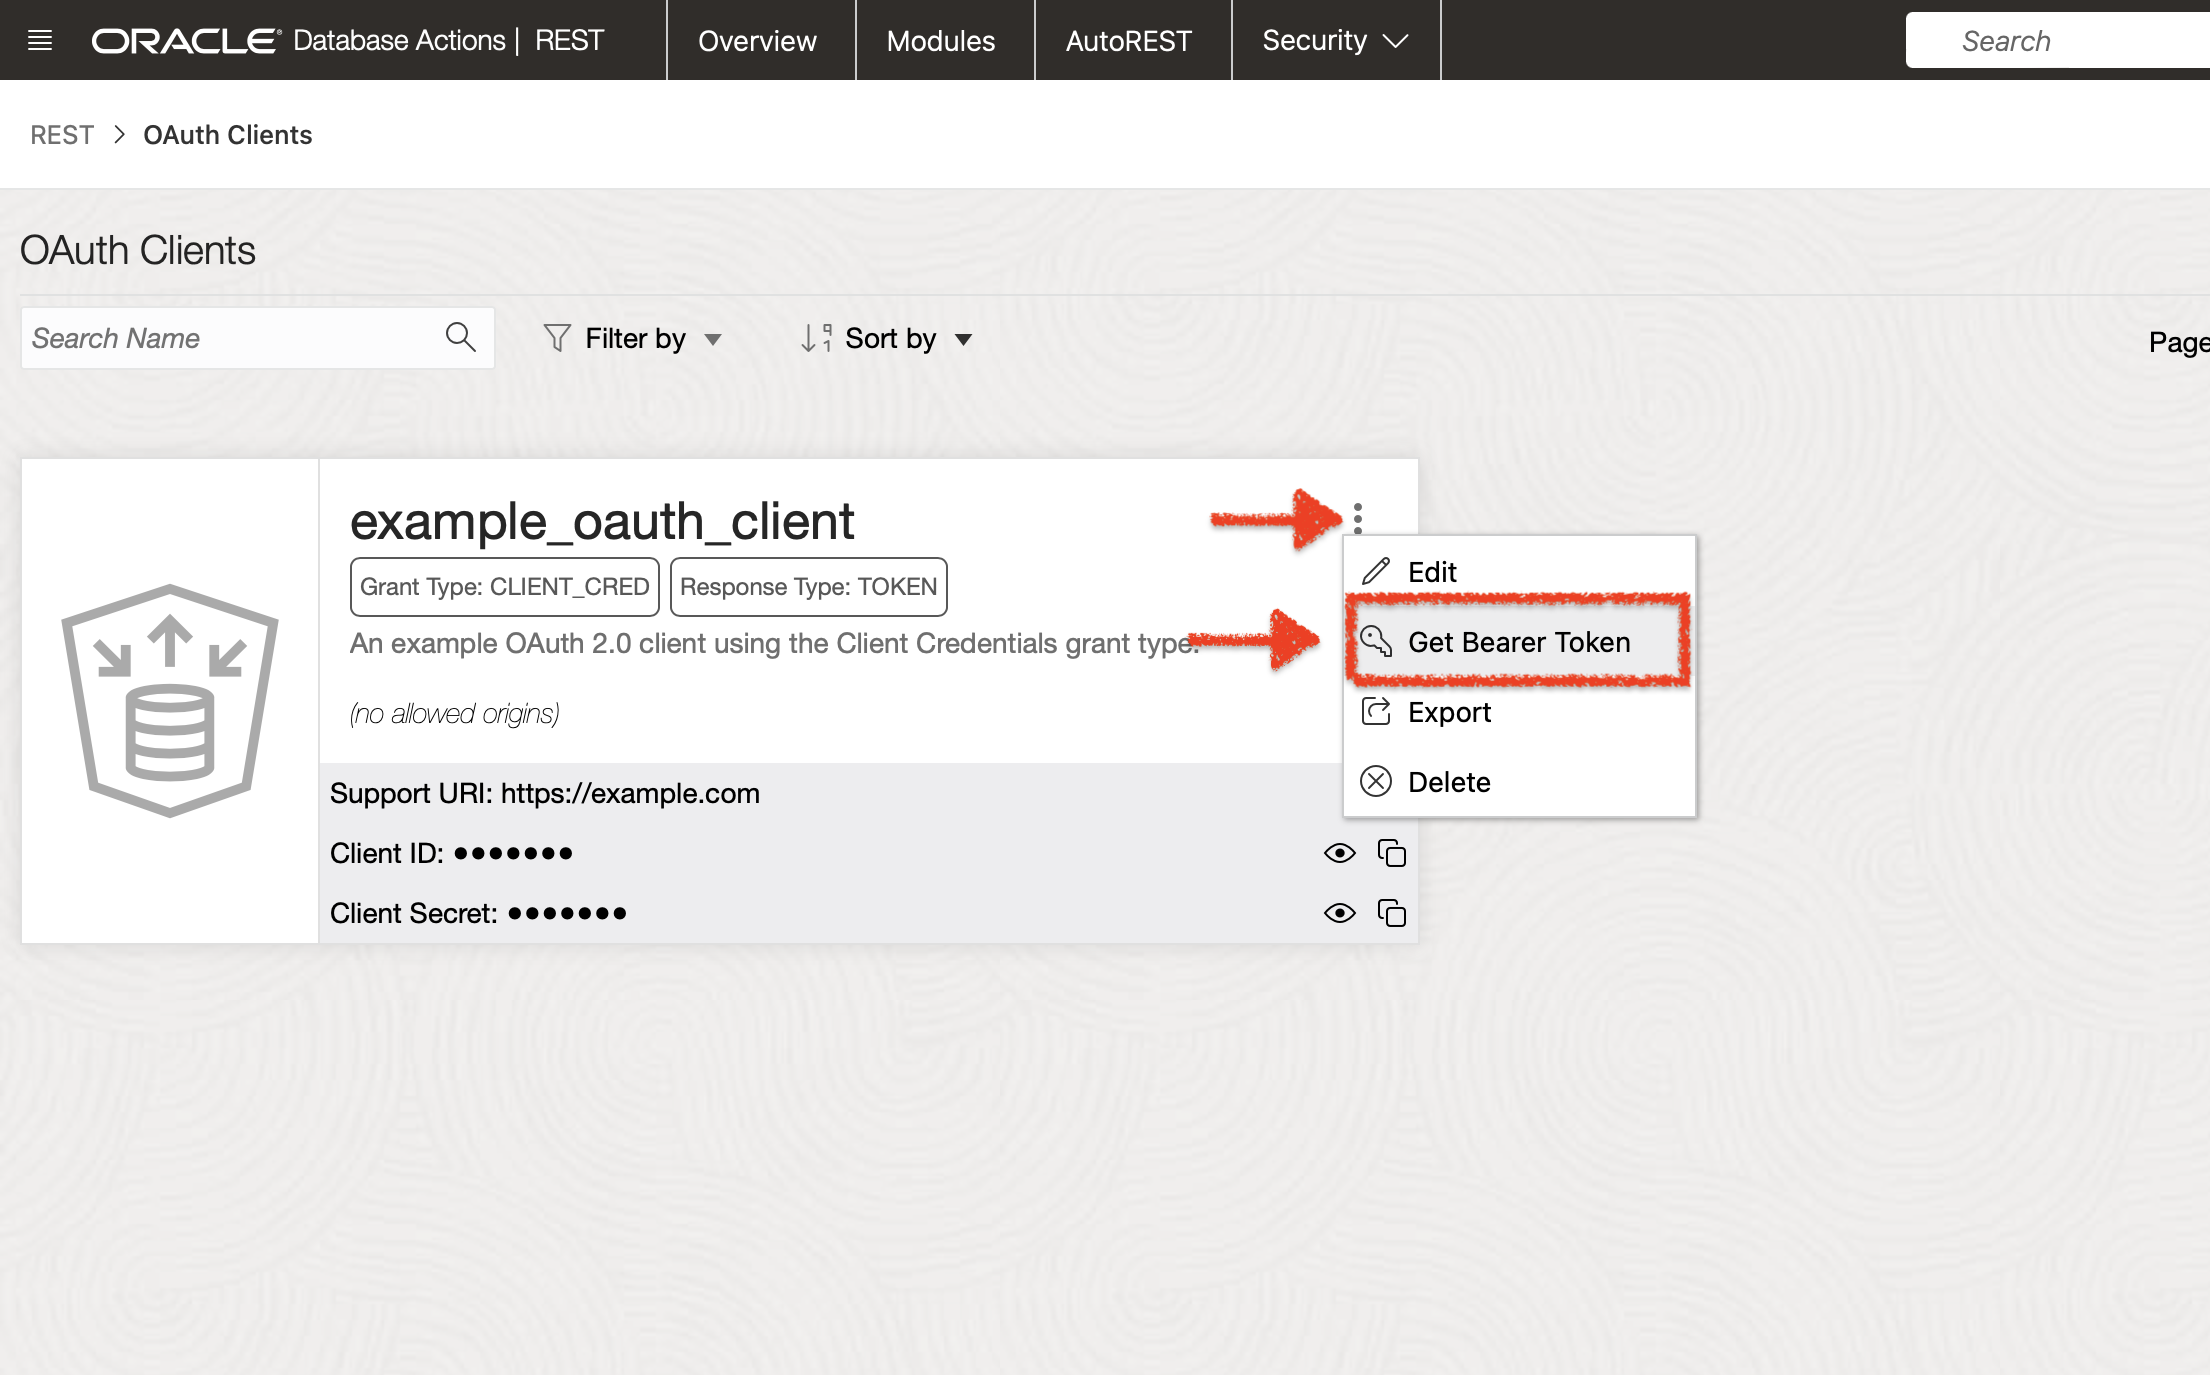 ORACLE® Database Actions | REST
Overview
Modules
AutoREST
Security
Search
REST > OAuth Clients
OAuth Clients
Search Name
Filter by
Sort by
Page
example_oauth_client
Grant Type: CLIENT_CRED
Response Type: TOKEN
An example OAuth 2.0 client using the Client Credentials grant type.
(no allowed origins)
Edit
Get Bearer Token
Export
Delete
Support URI: https://example.com
Client ID: •••••••
Client Secret: •••••••